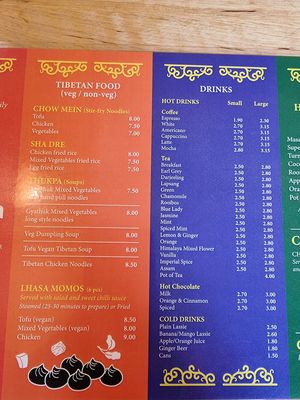 TIBETAN FOOD
(veg / non-veg)
CHOW MEIN (Stir-fry Noodles)
Tofu 8.00
Chicken 7.50
Vegetables 7.00
SHA DRE
Chicken fried rice 8.00
Mixed Vegetables fried rice 7.50
Egg fried rice 7.50
THUKPA (Soups)
Mixed Vegetables 7.50
hand pull noodles
Gyathuk Mixed Vegetables 8.00
long style noodles
Veg Dumpling Soup 8.00
Tofu Vegan Tibetan Soup 8.00
Tibetan Chicken Noodles 8.50
LHASA MOMOS (6 pcs)
Served with salad and sweet chilli sauce
Steamed (25-30 minutes to prepare) or Fried
Tofu (vegan) 8.50
Mixed Vegetables (vegan) 8.00
Chicken 9.00
DRINKS
HOT DRINKS Small Large
Coffee
Espresso 1.90 2.50
White 2.70 3.15
Americano 2.70 3.15
Cappuccino 2.70 3.15
Latte 2.70 3.15
Mocha 2.80 3.15
Tea
Breakfast 2.50 2.80
Earl Grey 2.50 2.80
Darjeeling 2.50 2.80
Lapsang 2.50 2.80
Green 2.50 2.80
Chamomile 2.50 2.80
Rooibos 2.50 2.80
Blue Lady 2.50 2.80
Jasmine 2.50 2.80
Mint 2.50 2.80
Spiced Mint 2.50 2.80
Lemon & Ginger 2.50 2.80
Orange 2.50 2.80
Himalaya Mixed Flower 2.50 2.80
Vanilla 2.50 2.80
Imperial Spice 2.50 2.80
Assam 2.50 2.80
Pot of Tea 4.00
Hot Chocolate
Milk 2.70 3.00
Orange & Cinnamon 2.70 3.00
Spiced 2.70 3.00
COLD DRINKS
Plain Lassie 2.50
Banana/Mango Lassie 2.80
Apple/Orange Juice 1.80
Ginger Beer 1.80
Cans 1.50